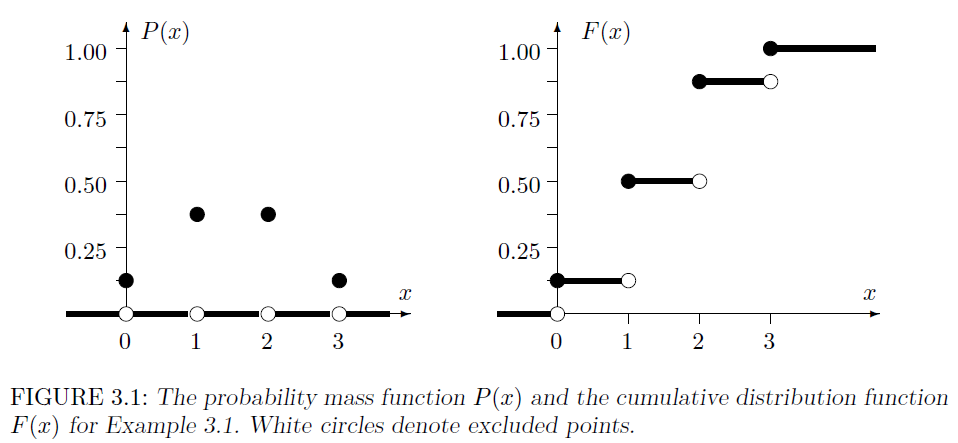 P(x)
1.00
0.75
0.50
0.25
x
0 1 2 3
F(x)
1.00
0.75
0.50
0.25
x
0 1 2 3
FIGURE 3.1: The probability mass function P(x) and the cumulative distribution function
F(x) for Example 3.1. White circles denote excluded points.